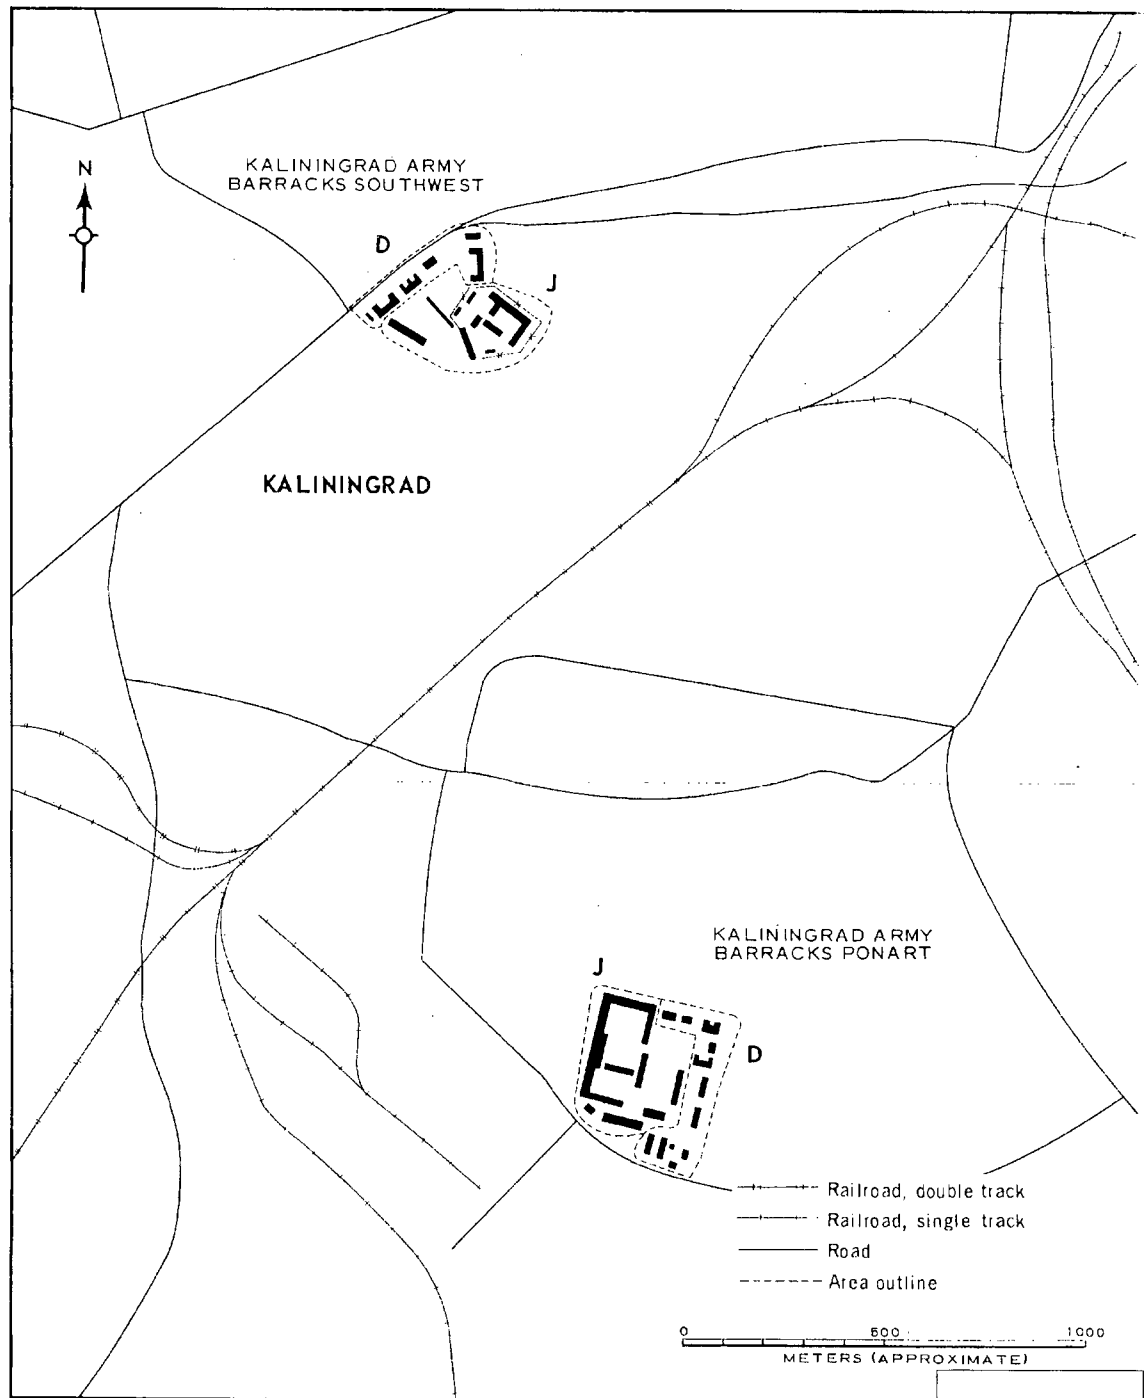 KALININGRAD ARMY
BARRACKS SOUTHWEST
N
D
J
KALININGRAD
KALININGRAD ARMY
BARRACKS PONART
J
D
Railroad, double track
Railroad, single track
Road
Area outline
0 500 1000
METERS (APPROXIMATE)